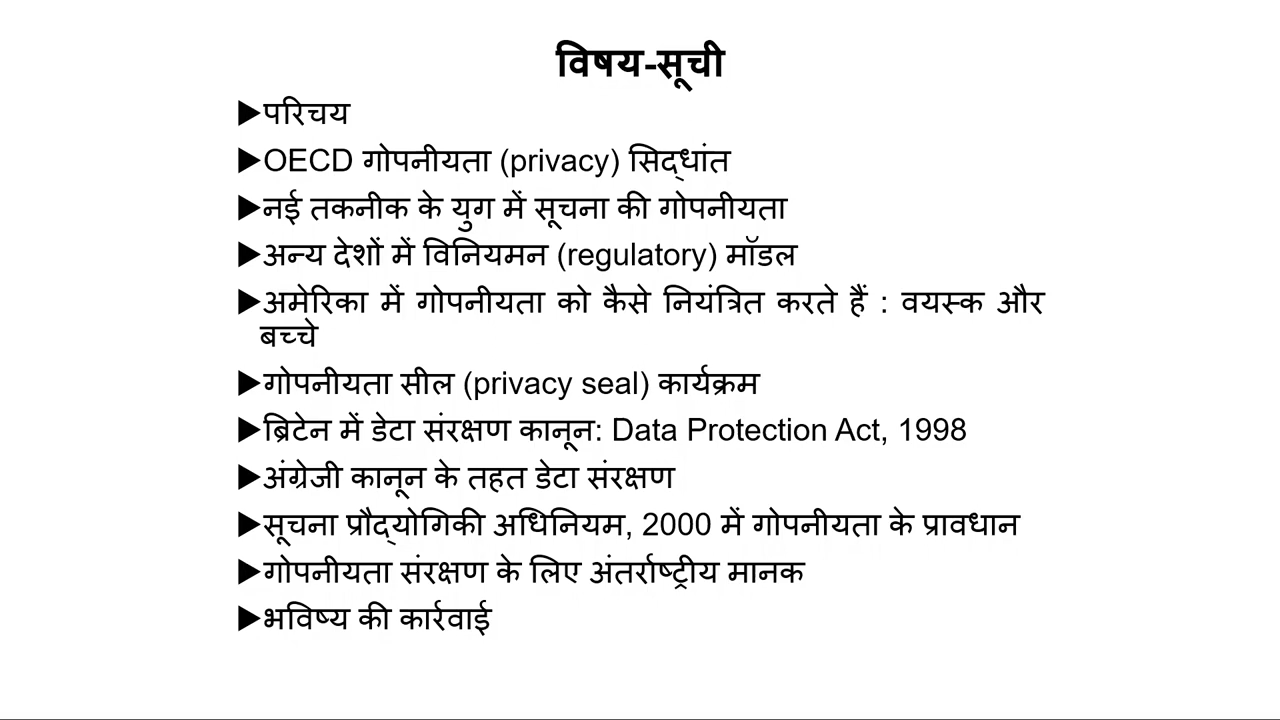 विषय-सूची
▶परिचय
▶OECD गोपनीयता (privacy) सिद्धांत
▶नई तकनीक के युग में सूचना की गोपनीयता
▶अन्य देशों में विनियमन (regulatory) मॉडल
▶अमेरिका में गोपनीयता को कैसे नियंत्रित करते हैं : वयस्क और
बच्चे
▶गोपनीयता सील (privacy seal) कार्यक्रम
▶ब्रिटेन में डेटा संरक्षण कानून: Data Protection Act, 1998
▶अंग्रेजी कानून के तहत डेटा संरक्षण
▶सूचना प्रौद्योगिकी अधिनियम, 2000 में गोपनीयता के प्रावधान
▶गोपनीयता संरक्षण के लिए अंतर्राष्ट्रीय मानक
▶भविष्य की कार्रवाई